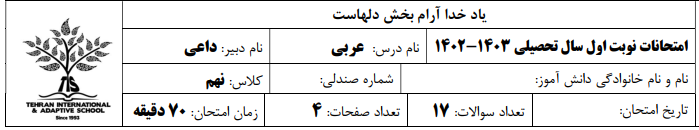 یاد خدا آرام بخش دلهاست
امتحانات نوبت اول سال تحصیلی ۱۴۰۳-۱۴۰۲ نام درس: عربی نام دبیر: داعی
نام و نام خانوادگی دانش آموز: شماره صندلی: کلاس: نهم
تاریخ امتحان: تعداد سوالات: ۱۷ تعداد صفحات: ۴ زمان امتحان: ۷۰ دقیقه
TIS
TEHRAN INTERNATIONAL
& ADAPTIVE SCHOOL
Since 1993